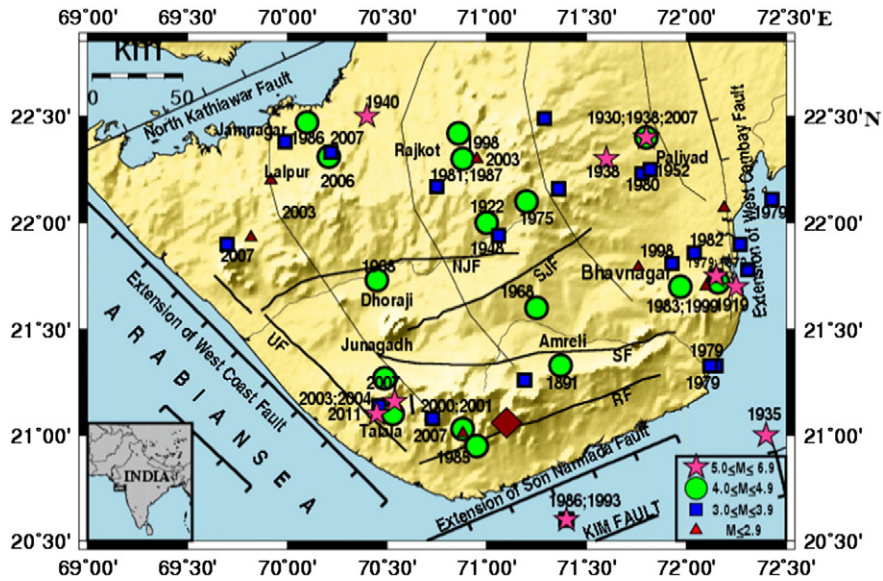 69°00' 69°30' 70°00' 70°30' 71°00' 71°30' 72°00' 72°30' E
km
0 50
North Kathiawar Fault
1940
1930;1938;2007
22°30'
22°30' N
Jamnagar
1986
2007
Rajkot
1998
2003
Paliyad
Lalpur
2006
1981;1987
1938
1952
1980
Extension of West Cambay Fault
2003
1922
1975
1979
22°00'
22°00'
2007
1948
1998
1982
NJF
SJF
Bhavnagar
1938
Dhoraji
1968
1983;1999
1919
21°30'
21°30'
Extension of West Coast Fault
UF
Junagadh
Amreli
SF
1979
2007
1891
1979
RF
2003;2004
2000;2001
2011
Talala
2007
1985
1935
21°00'
21°00'
ARABIAN SEA
INDIA
Extension of Son Narmada Fault
1986;1993
KIM FAULT
5.0≤M≤ 6.9
4.0≤M≤4.9
3.0≤M≤3.9
M≤2.9
20°30'
20°30'
69°00' 69°30' 70°00' 70°30' 71°00' 71°30' 72°00' 72°30'